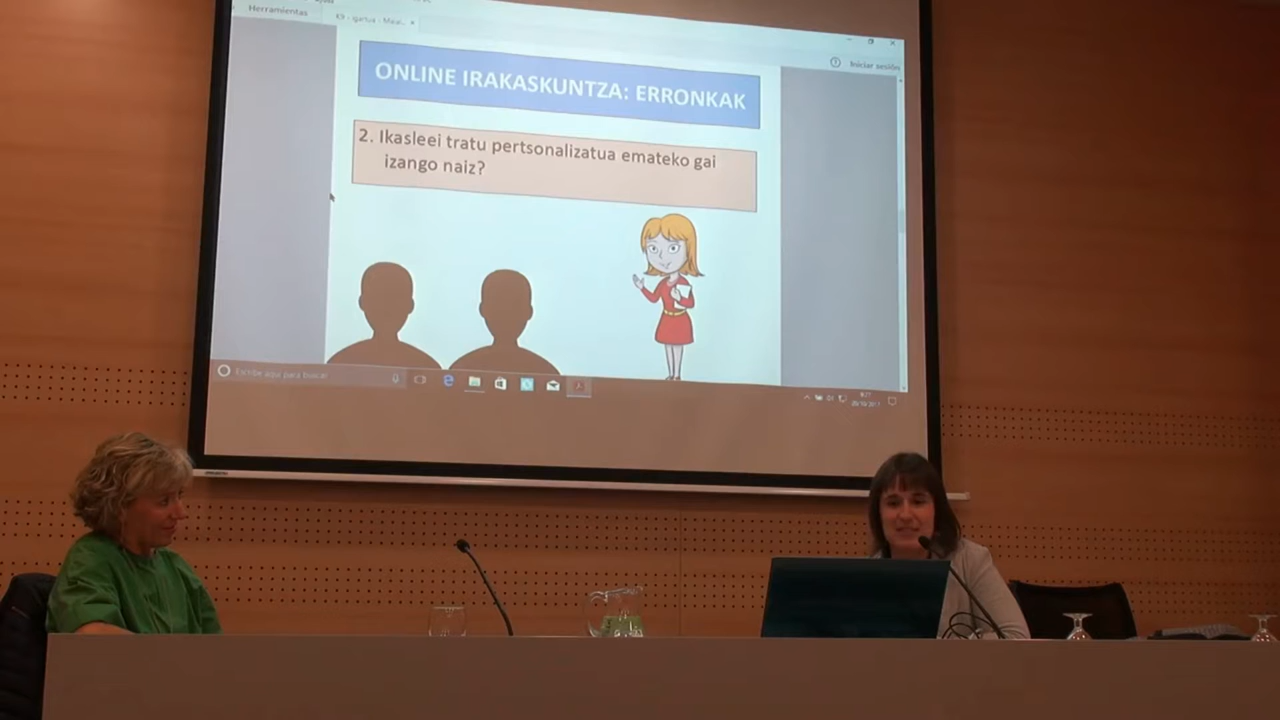 Herramientas
Iniciar sesión
ONLINE IRAKASKUNTZA: ERRONKAK
2. Ikasleei tratu pertsonalizatua emateko gai
izango naiz?
Escribe aquí para buscar